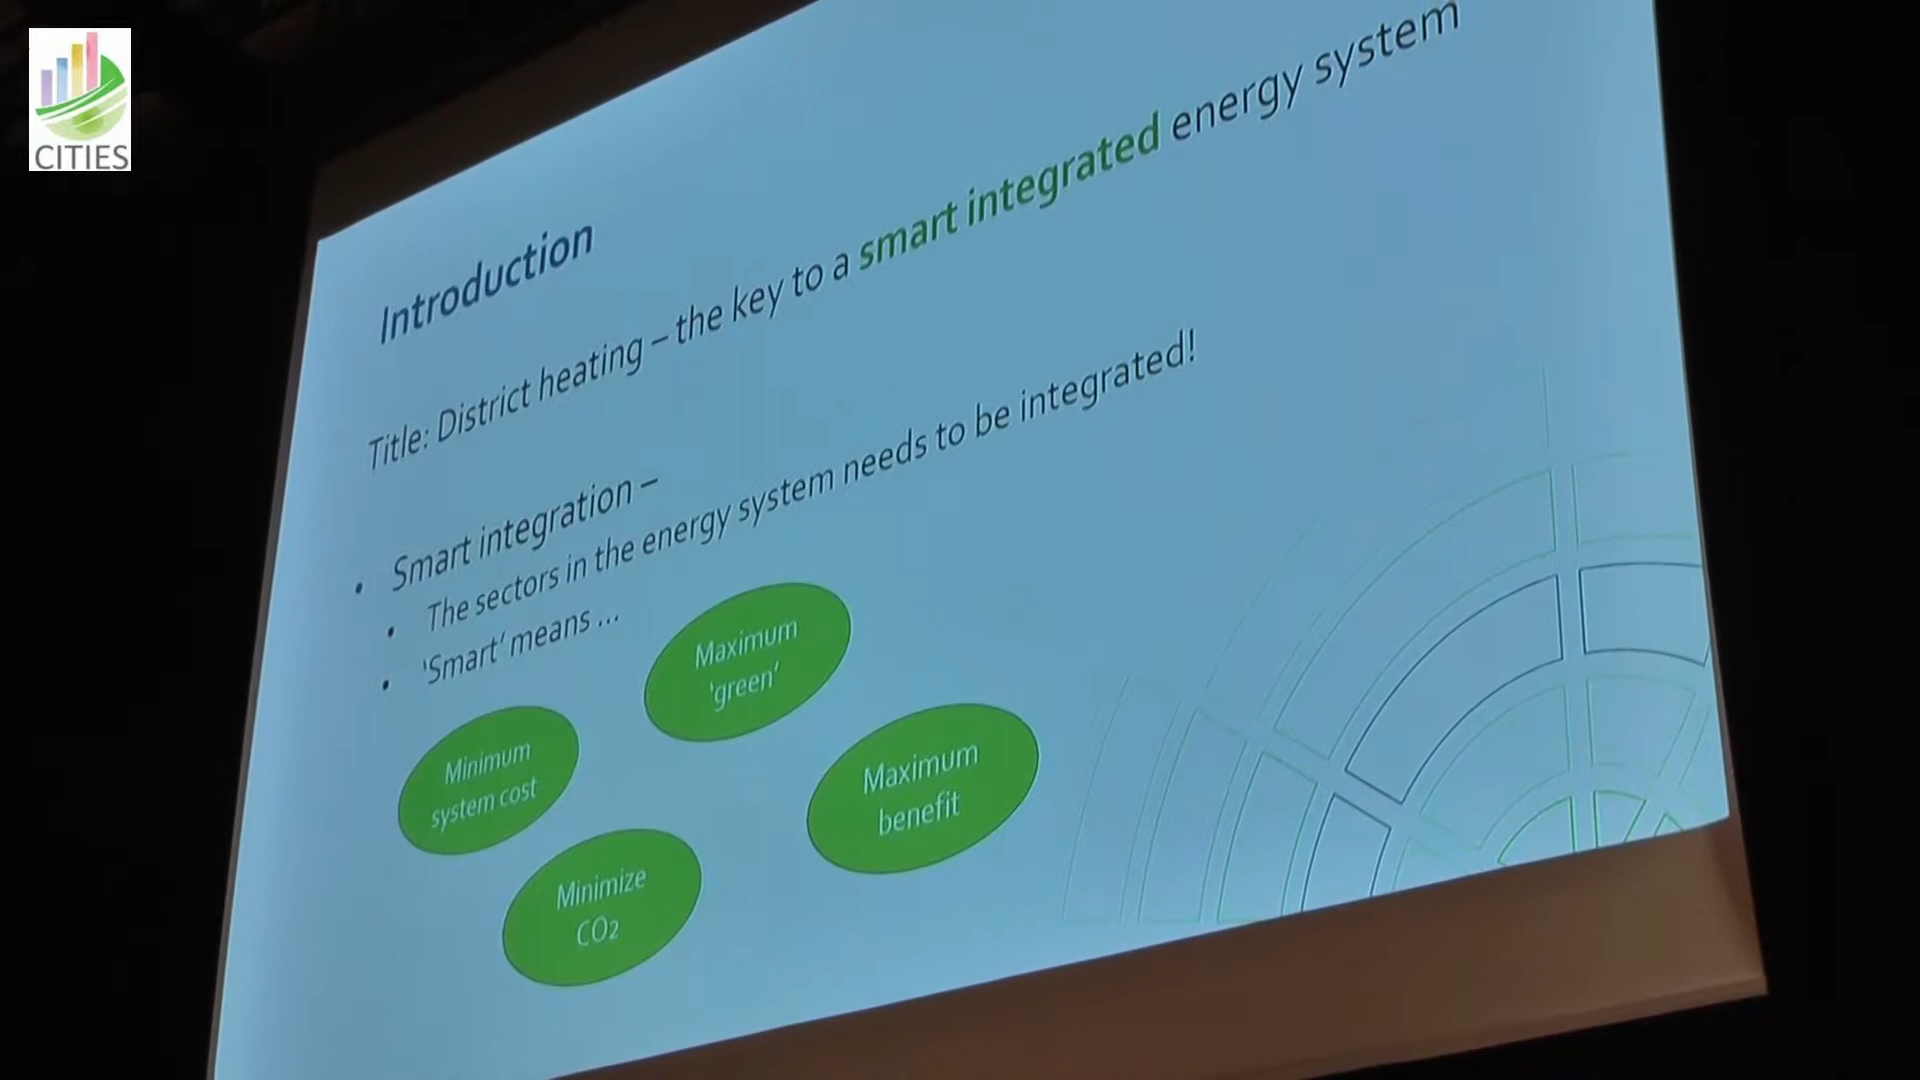 CITIES
Introduction
Title: District heating – the key to a smart integrated energy system
• Smart integration –
• The sectors in the energy system needs to be integrated!
• 'Smart' means ...
Maximum
'green'
Minimum
system cost
Maximum
benefit
Minimize
CO2